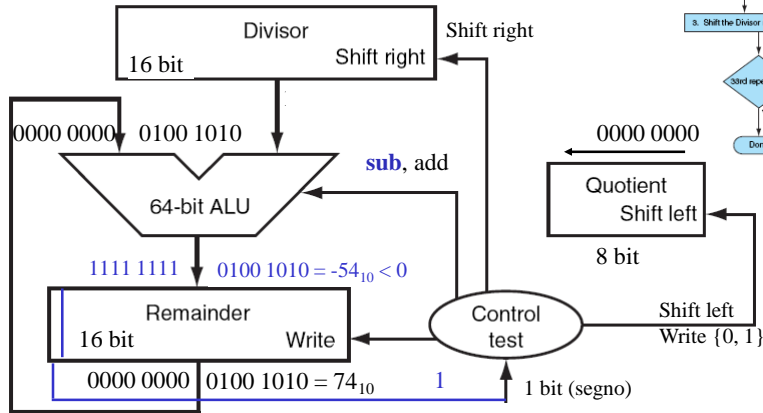 3. Shift the Divisor
Divisor
Shift right
16 bit
Shift right
33rd repe
0000 0000 0100 1010
0000 0000
Don
sub, add
Quotient
64-bit ALU
Shift left
8 bit
1111 1111 0100 1010 = -54₁₀ < 0
Remainder
Control
Shift left
16 bit
Write
test
Write {0, 1}
0000 0000 0100 1010 = 74₁₀ 1
1 bit (segno)